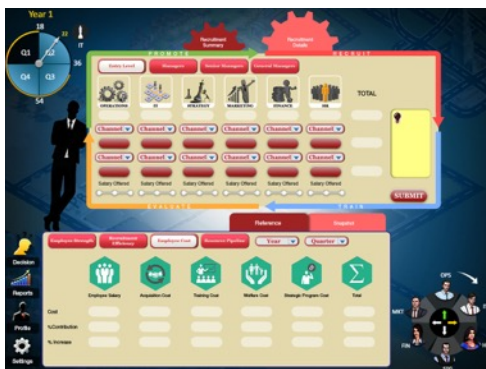 Year 1
18
22
IT
Q1
Q2
36
Q4
Q3
54
Recruitment
Summary
Recruitment
Details
PROMOTE
RECRUIT
Entry Level
Managers
Senior Managers
General Managers
OPERATIONS
IT
STRATEGY
MARKETING
FINANCE
HR
TOTAL
Channel Channel Channel Channel Channel Channel
Channel Channel Channel Channel Channel Channel
Salary Offered Salary Offered Salary Offered Salary Offered Salary Offered Salary Offered
SUBMIT
EVALUATE
TRAIN
Reference
Snapshot
Employee Strength
Recruitment
Efficiency
Employee Cost
Resource Pipeline
Year
Quarter
Employee Salary
Acquisition Cost
Training Cost
Welfare Cost
Strategic Program Cost
Total
Cost
%Contribution
% Increase
Decision
Reports
Profile
Settings
OPS
MKT
FIN